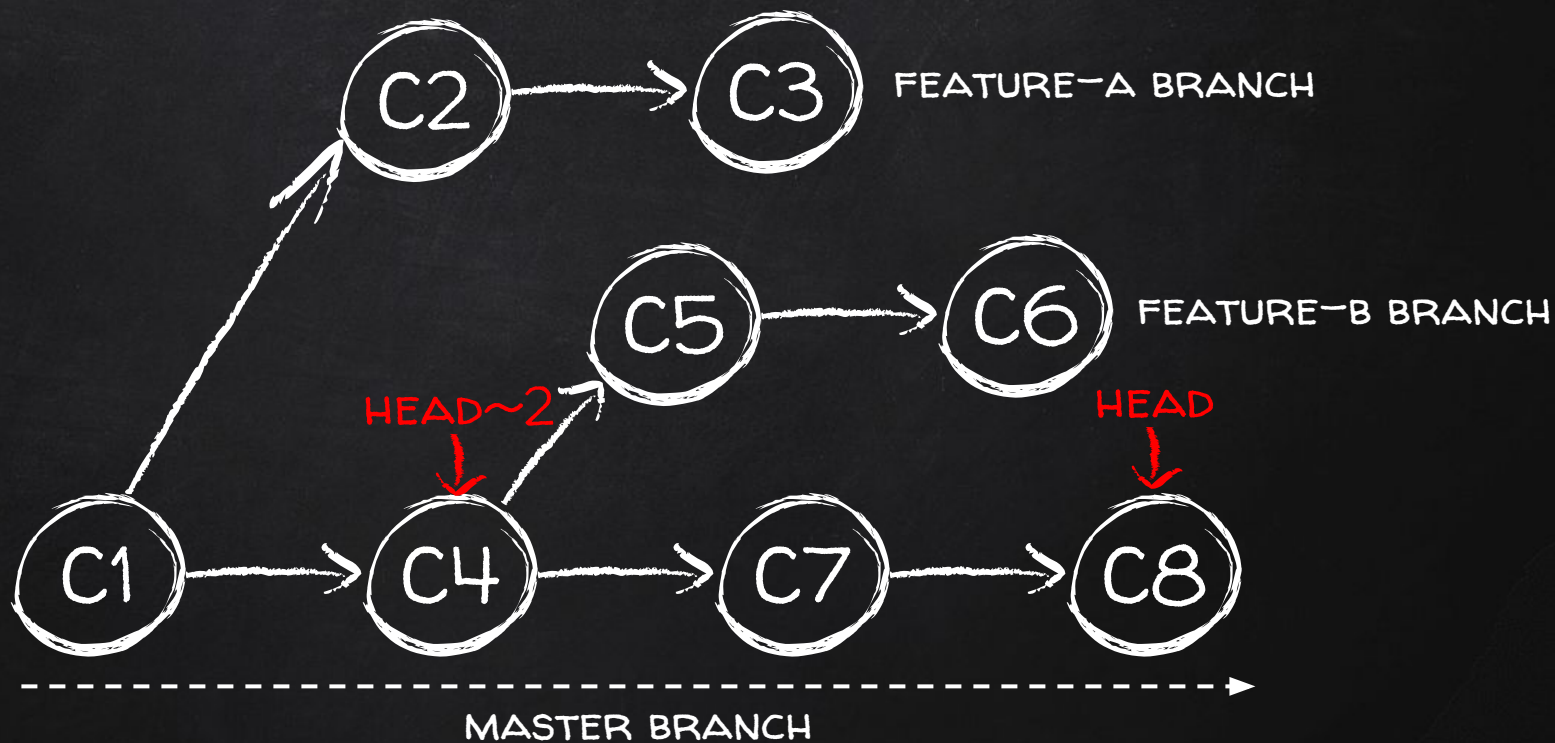 C2
C3
FEATURE-A BRANCH
C5
C6
FEATURE-B BRANCH
HEAD~2
HEAD
C1
C4
C7
C8
MASTER BRANCH